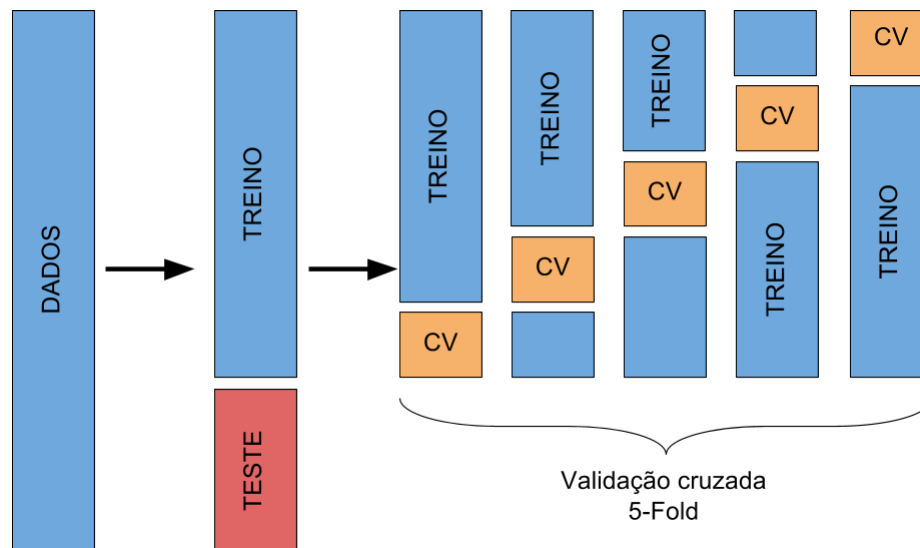 DADOS
TREINO
TESTE
TREINO
CV
TREINO
CV
TREINO
CV
CV
TREINO
CV
TREINO
Validação cruzada
5-Fold